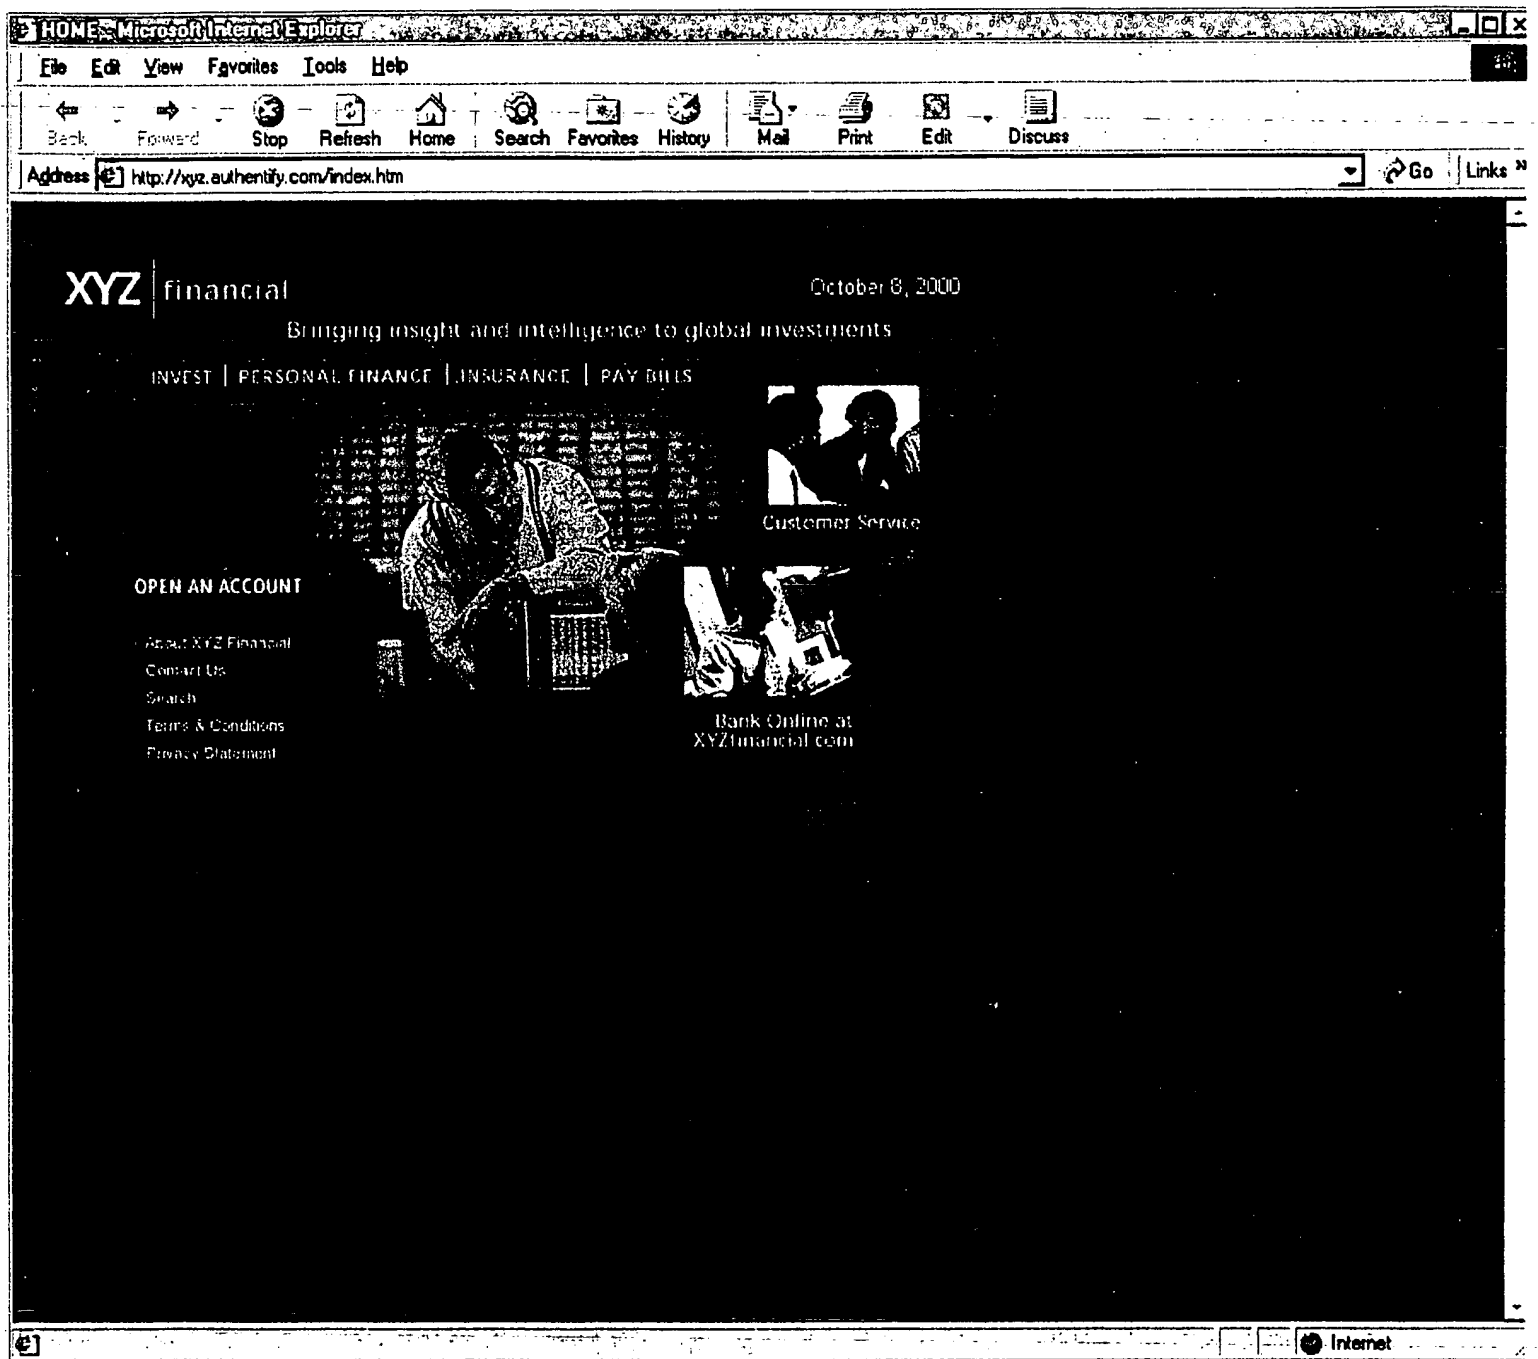 HOME - Microsoft Internet Explorer
File Edit View Favorites Tools Help
Back Forward Stop Refresh Home Search Favorites History Mail Print Edit Discuss
Address http://xyz.authentify.com/index.htm Go Links »
XYZ financial
October 8, 2000
Bringing insight and intelligence to global investments
INVEST | PERSONAL FINANCE | INSURANCE | PAY BILLS
Customer Service
OPEN AN ACCOUNT
About XYZ Financial
Contact Us
Search
Terms & Conditions
Privacy Statement
Bank Online at
XYZfinancial.com
Internet